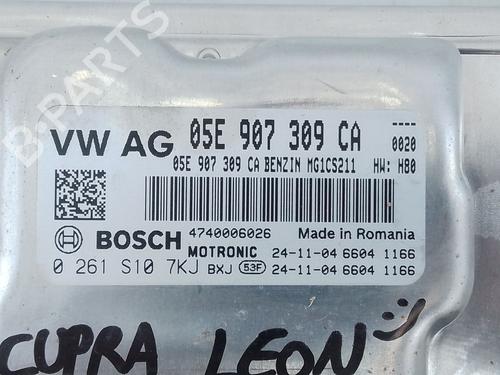 VW AG 05E 907 309 CA 0020
05E 907 309 CA BENZIN MG1CS211 HW: H80
BOSCH 4740006026 Made in Romania
MOTRONIC 24-11-04 6604 1166
0 261 S10 7KJ BXJ 53F 24-11-04 6604 1166
CUPRA LEON
B-PARTS